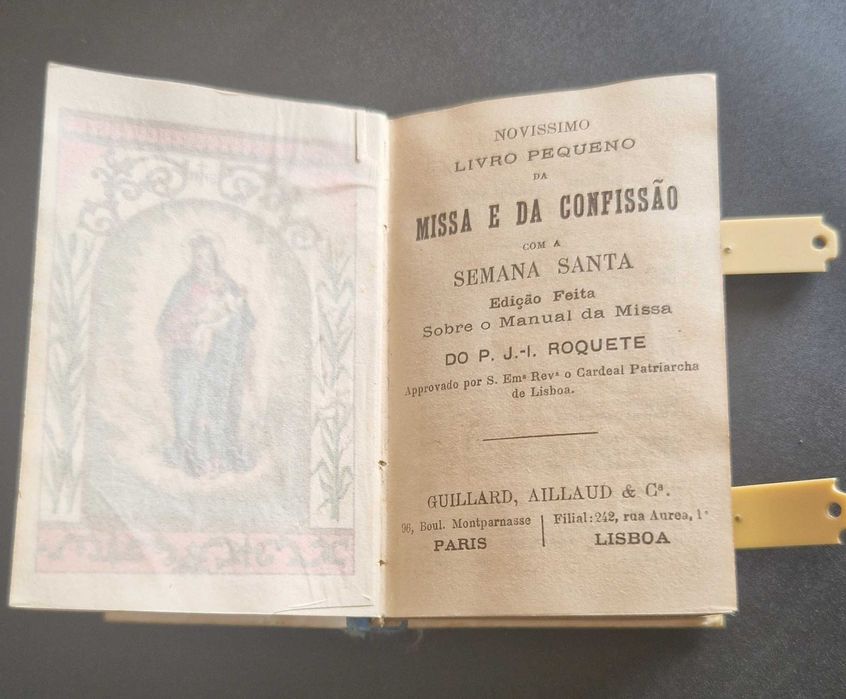 NOVISSIMO
LIVRO PEQUENO
DA
MISSA E DA CONFISSÃO
COM A
SEMANA SANTA
Edição Feita
Sobre o Manual da Missa
DO P. J.-I. ROQUETE
Approvado por S. Emª Revª o Cardeal Patriarcha
de Lisboa.
GUILLARD, AILLAUD & Cª.
96, Boul. Montparnasse
PARIS
Filial: 242, rua Aurea, 1º
LISBOA